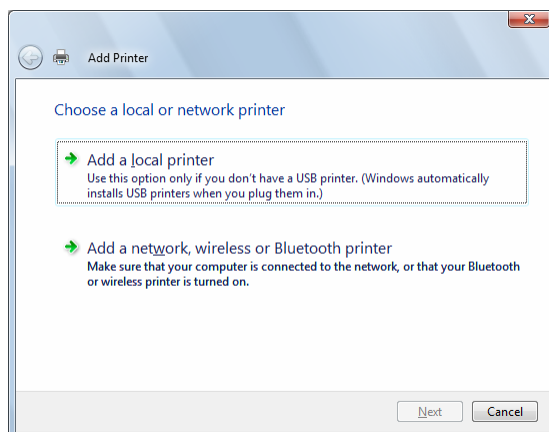 Add Printer
Choose a local or network printer
Add a local printer
Use this option only if you don't have a USB printer. (Windows automatically
installs USB printers when you plug them in.)
Add a network, wireless or Bluetooth printer
Make sure that your computer is connected to the network, or that your Bluetooth
or wireless printer is turned on.
Next
Cancel